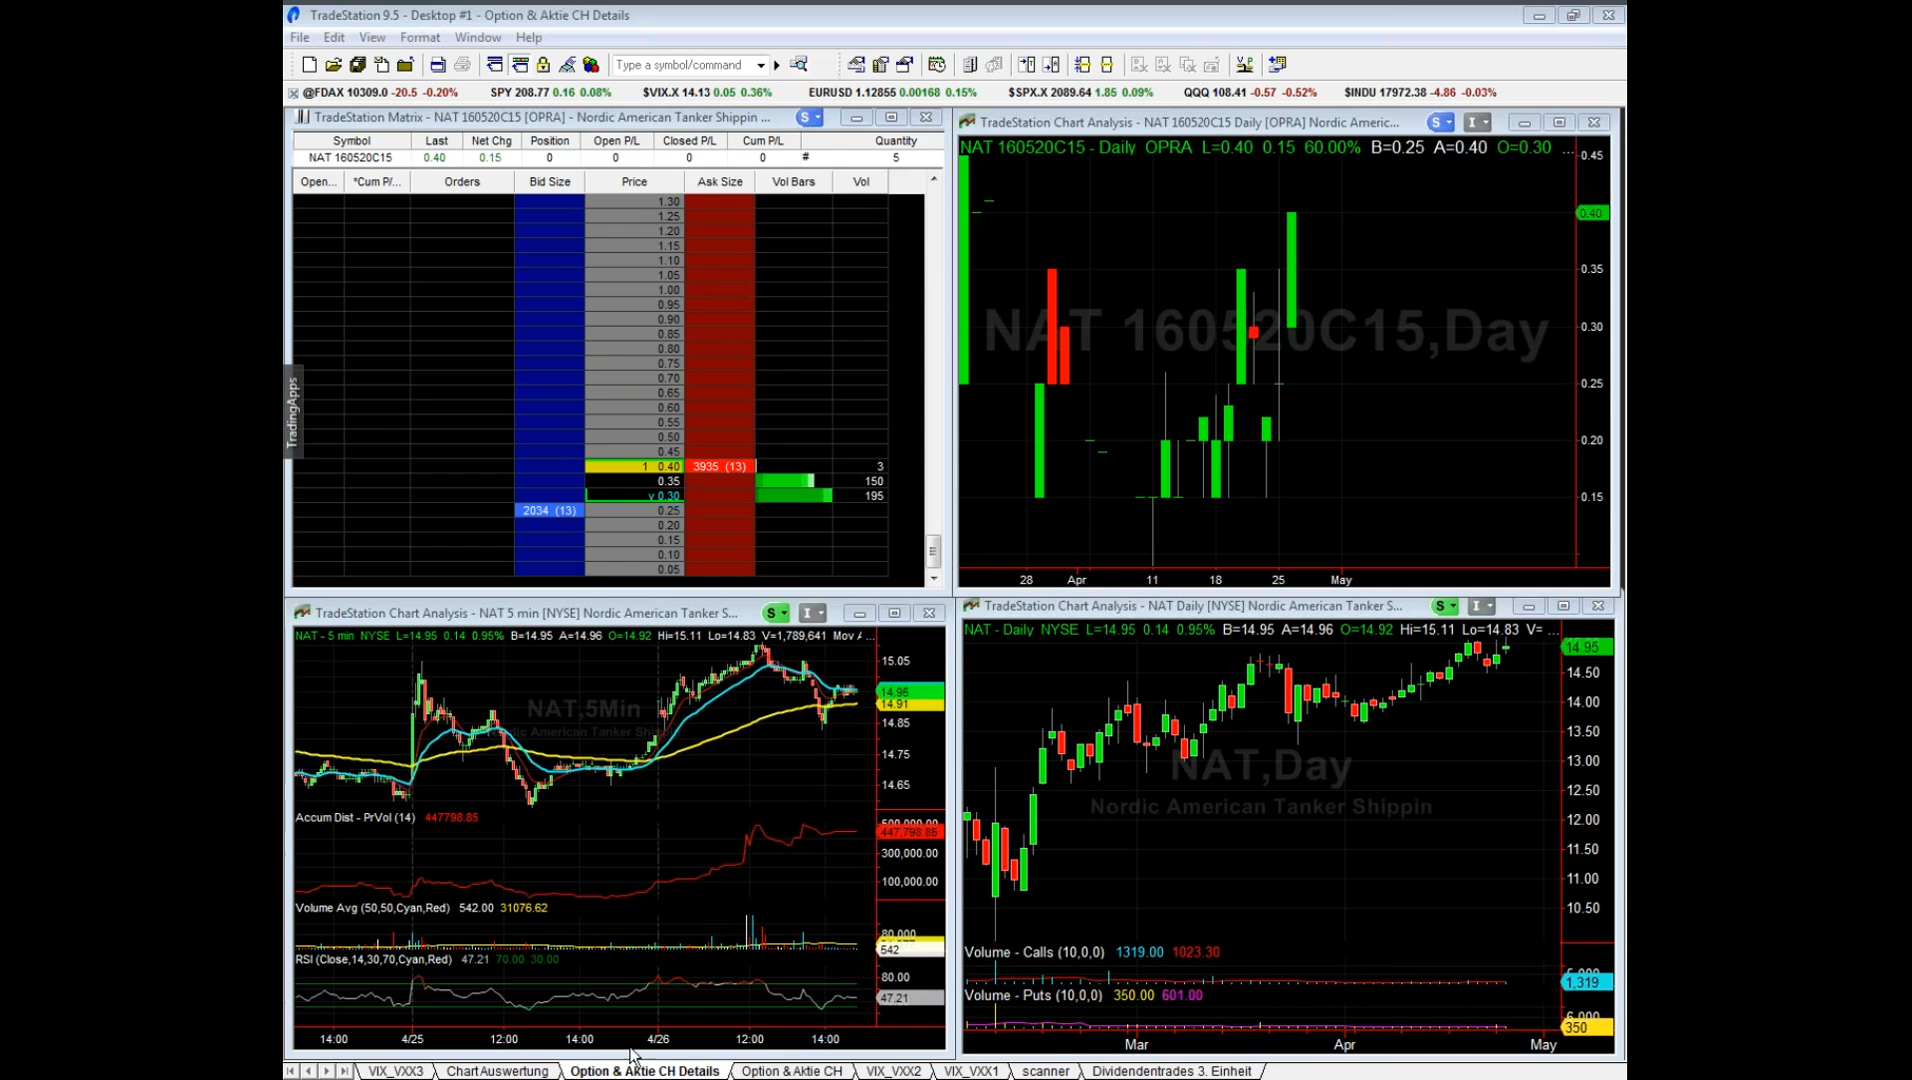 TradeStation 9.5 - Desktop #1 - Option & Aktie CH Details
File Edit View Format Window Help
Type a symbol/command
@FDAX 10309.0 -20.5 -0.20% SPY 208.77 0.16 0.08% $VIX.X 14.13 0.05 0.36% EURUSD 1.12855 0.00168 0.15% $SPX.X 2089.64 1.85 0.09% QQQ 108.41 -0.57 -0.52% $INDU 17972.38 -4.86 -0.03%
TradeStation Matrix - NAT 160520C15 [OPRA] - Nordic American Tanker Shippin ... S
Symbol Last Net Chg Position Open P/L Closed P/L Cum P/L Quantity
NAT 160520C15 0.40 0.15 0 0 0 0 # 5
Open... *Cum P/... Orders Bid Size Price Ask Size Vol Bars Vol
1.30
1.25
1.20
1.15
1.10
1.05
1.00
0.95
0.90
0.85
0.80
0.75
0.70
0.65
0.60
0.55
0.50
0.45
1 0.40 3935 (13) 3
0.35 150
v 0.30 195
2034 (13) 0.25
0.20
0.15
0.10
0.05
TradingApps
TradeStation Chart Analysis - NAT 160520C15 Daily [OPRA] Nordic Americ... S I
NAT 160520C15 - Daily OPRA L=0.40 0.15 60.00% B=0.25 A=0.40 O=0.30 ...
0.45
0.40
0.35
0.30
0.25
0.20
0.15
NAT 160520C15,Day
28 Apr 11 18 25 May
TradeStation Chart Analysis - NAT 5 min [NYSE] Nordic American Tanker S... S I
NAT - 5 min NYSE L=14.95 0.14 0.95% B=14.95 A=14.96 O=14.92 Hi=15.11 Lo=14.83 V=1,789,641 Mov A ...
15.05
14.95
14.91
14.85
14.75
14.65
NAT,5Min
Nordic American Tanker Shippin
Accum Dist - PrVol (14) 447798.85
447,798.85
300,000.00
100,000.00
Volume Avg (50,50,Cyan,Red) 542.00 31076.62
80,000
542
RSI (Close,14,30,70,Cyan,Red) 47.21 70.00 30.00
80.00
47.21
14:00 4/25 12:00 14:00 4/26 12:00 14:00
TradeStation Chart Analysis - NAT Daily [NYSE] Nordic American Tanker S... S I
NAT - Daily NYSE L=14.95 0.14 0.95% B=14.95 A=14.96 O=14.92 Hi=15.11 Lo=14.83 V= ...
14.95
14.50
14.00
13.50
13.00
12.50
12.00
11.50
11.00
10.50
NAT,Day
Nordic American Tanker Shippin
Volume - Calls (10,0,0) 1319.00 1023.30
1,319
Volume - Puts (10,0,0) 350.00 601.00
350
Mar Apr May
VIX_VXX3 Chart Auswertung Option & Aktie CH Details Option & Aktie CH VIX_VXX2 VIX_VXX1 scanner Dividendentrades 3. Einheit